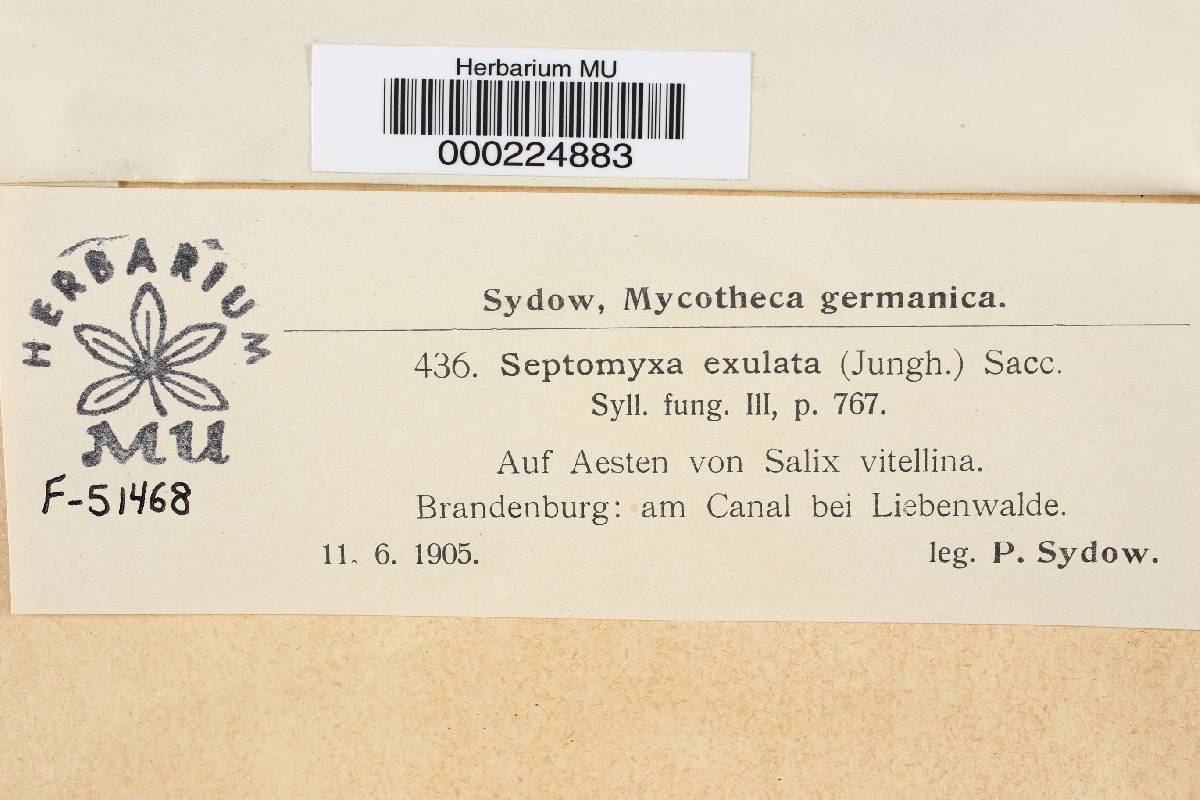 Herbarium MU
000224883
HERBARIUM
MU
F-51468
Sydow, Mycotheca germanica.
436. Septomyxa exulata (Jungh.) Sacc.
Syll. fung. III, p. 767.
Auf Aesten von Salix vitellina.
Brandenburg: am Canal bei Liebenwalde.
11. 6. 1905. leg. P. Sydow.